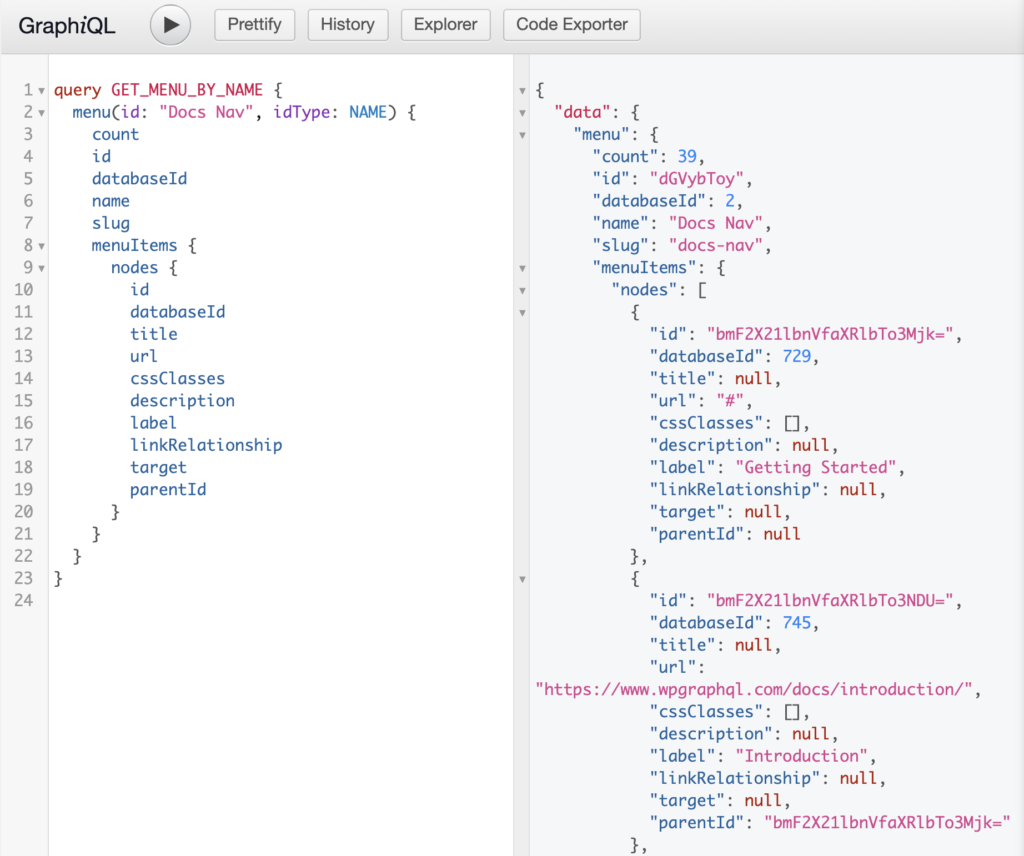 GraphiQL
Prettify
History
Explorer
Code Exporter
1 query GET_MENU_BY_NAME {
2 menu(id: "Docs Nav", idType: NAME) {
3 count
4 id
5 databaseId
6 name
7 slug
8 menuItems {
9 nodes {
10 id
11 databaseId
12 title
13 url
14 cssClasses
15 description
16 label
17 linkRelationship
18 target
19 parentId
20 }
21 }
22 }
23 }
24
{
"data": {
"menu": {
"count": 39,
"id": "dGVybToy",
"databaseId": 2,
"name": "Docs Nav",
"slug": "docs-nav",
"menuItems": {
"nodes": [
{
"id": "bmF2X21lbnVfaXRlbTo3Mjk=",
"databaseId": 729,
"title": null,
"url": "#",
"cssClasses": [],
"description": null,
"label": "Getting Started",
"linkRelationship": null,
"target": null,
"parentId": null
},
{
"id": "bmF2X21lbnVfaXRlbTo3NDU=",
"databaseId": 745,
"title": null,
"url":
"https://www.wpgraphql.com/docs/introduction/",
"cssClasses": [],
"description": null,
"label": "Introduction",
"linkRelationship": null,
"target": null,
"parentId": "bmF2X21lbnVfaXRlbTo3Mjk="
},